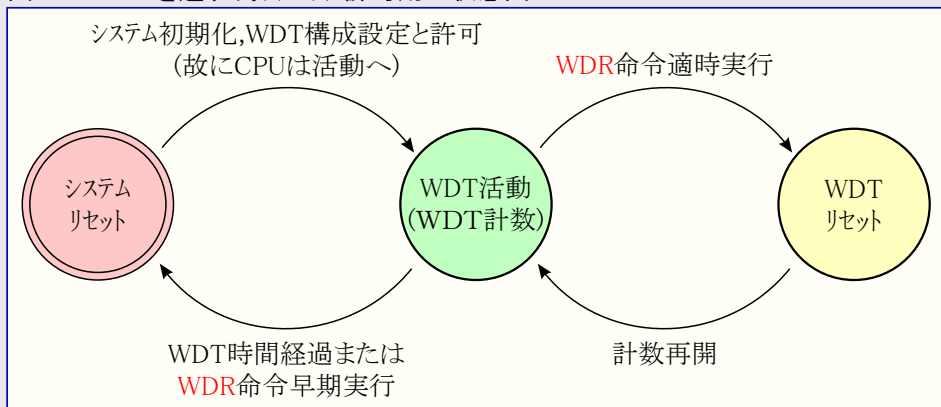 システム初期化,WDT構成設定と許可
(故にCPUは活動へ)
WDR命令適時実行
システム
リセット
WDT活動
(WDT計数)
WDT
リセット
WDT時間経過または
WDR命令早期実行
計数再開